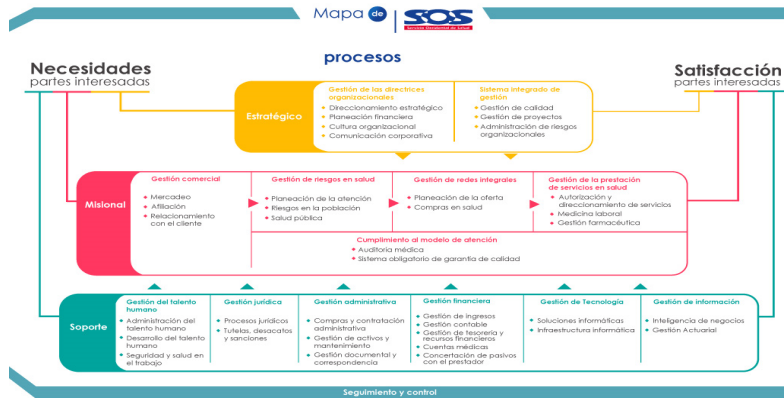 Mapa de
SOS
Servicio Occidental de Salud
procesos
Necesidades
partes interesadas
Satisfacción
partes interesadas
Estratégico
Gestión de las directrices
organizacionales
Direccionamiento estratégico
Planeación financiera
Cultura organizacional
Comunicación corporativa
Sistema integrado de
gestión
Gestión de calidad
Gestión de proyectos
Administración de riesgos
organizacionales
Misional
Gestión comercial
Mercadeo
Afiliación
Relacionamiento
con el cliente
Gestión de riesgos en salud
Planeación de la atención
Riesgos en la población
Salud pública
Gestión de redes integrales
Planeación de la oferta
Compras en salud
Gestión de la prestación
de servicios en salud
Autorización y
direccionamiento de servicios
Medicina laboral
Gestión farmacéutica
Cumplimiento al modelo de atención
Auditoría médica
Sistema obligatorio de garantía de calidad
Soporte
Gestión del talento
humano
Administración del
talento humano
Desarrollo del talento
humano
Seguridad y salud en
el trabajo
Gestión jurídica
Procesos jurídicos
Tutelas, desacatos
y sanciones
Gestión administrativa
Compras y contratación
administrativa
Gestión de activos y
mantenimiento
Gestión documental y
correspondencia
Gestión financiera
Gestión de ingresos
Gestión contable
Gestión de tesorería y
recursos financieros
Cuentas médicas
Concertación de pasivos
con el prestador
Gestión de Tecnología
Soluciones informáticas
Infraestructura informática
Gestión de información
Inteligencia de negocios
Gestión Actuarial
Seguimiento y control